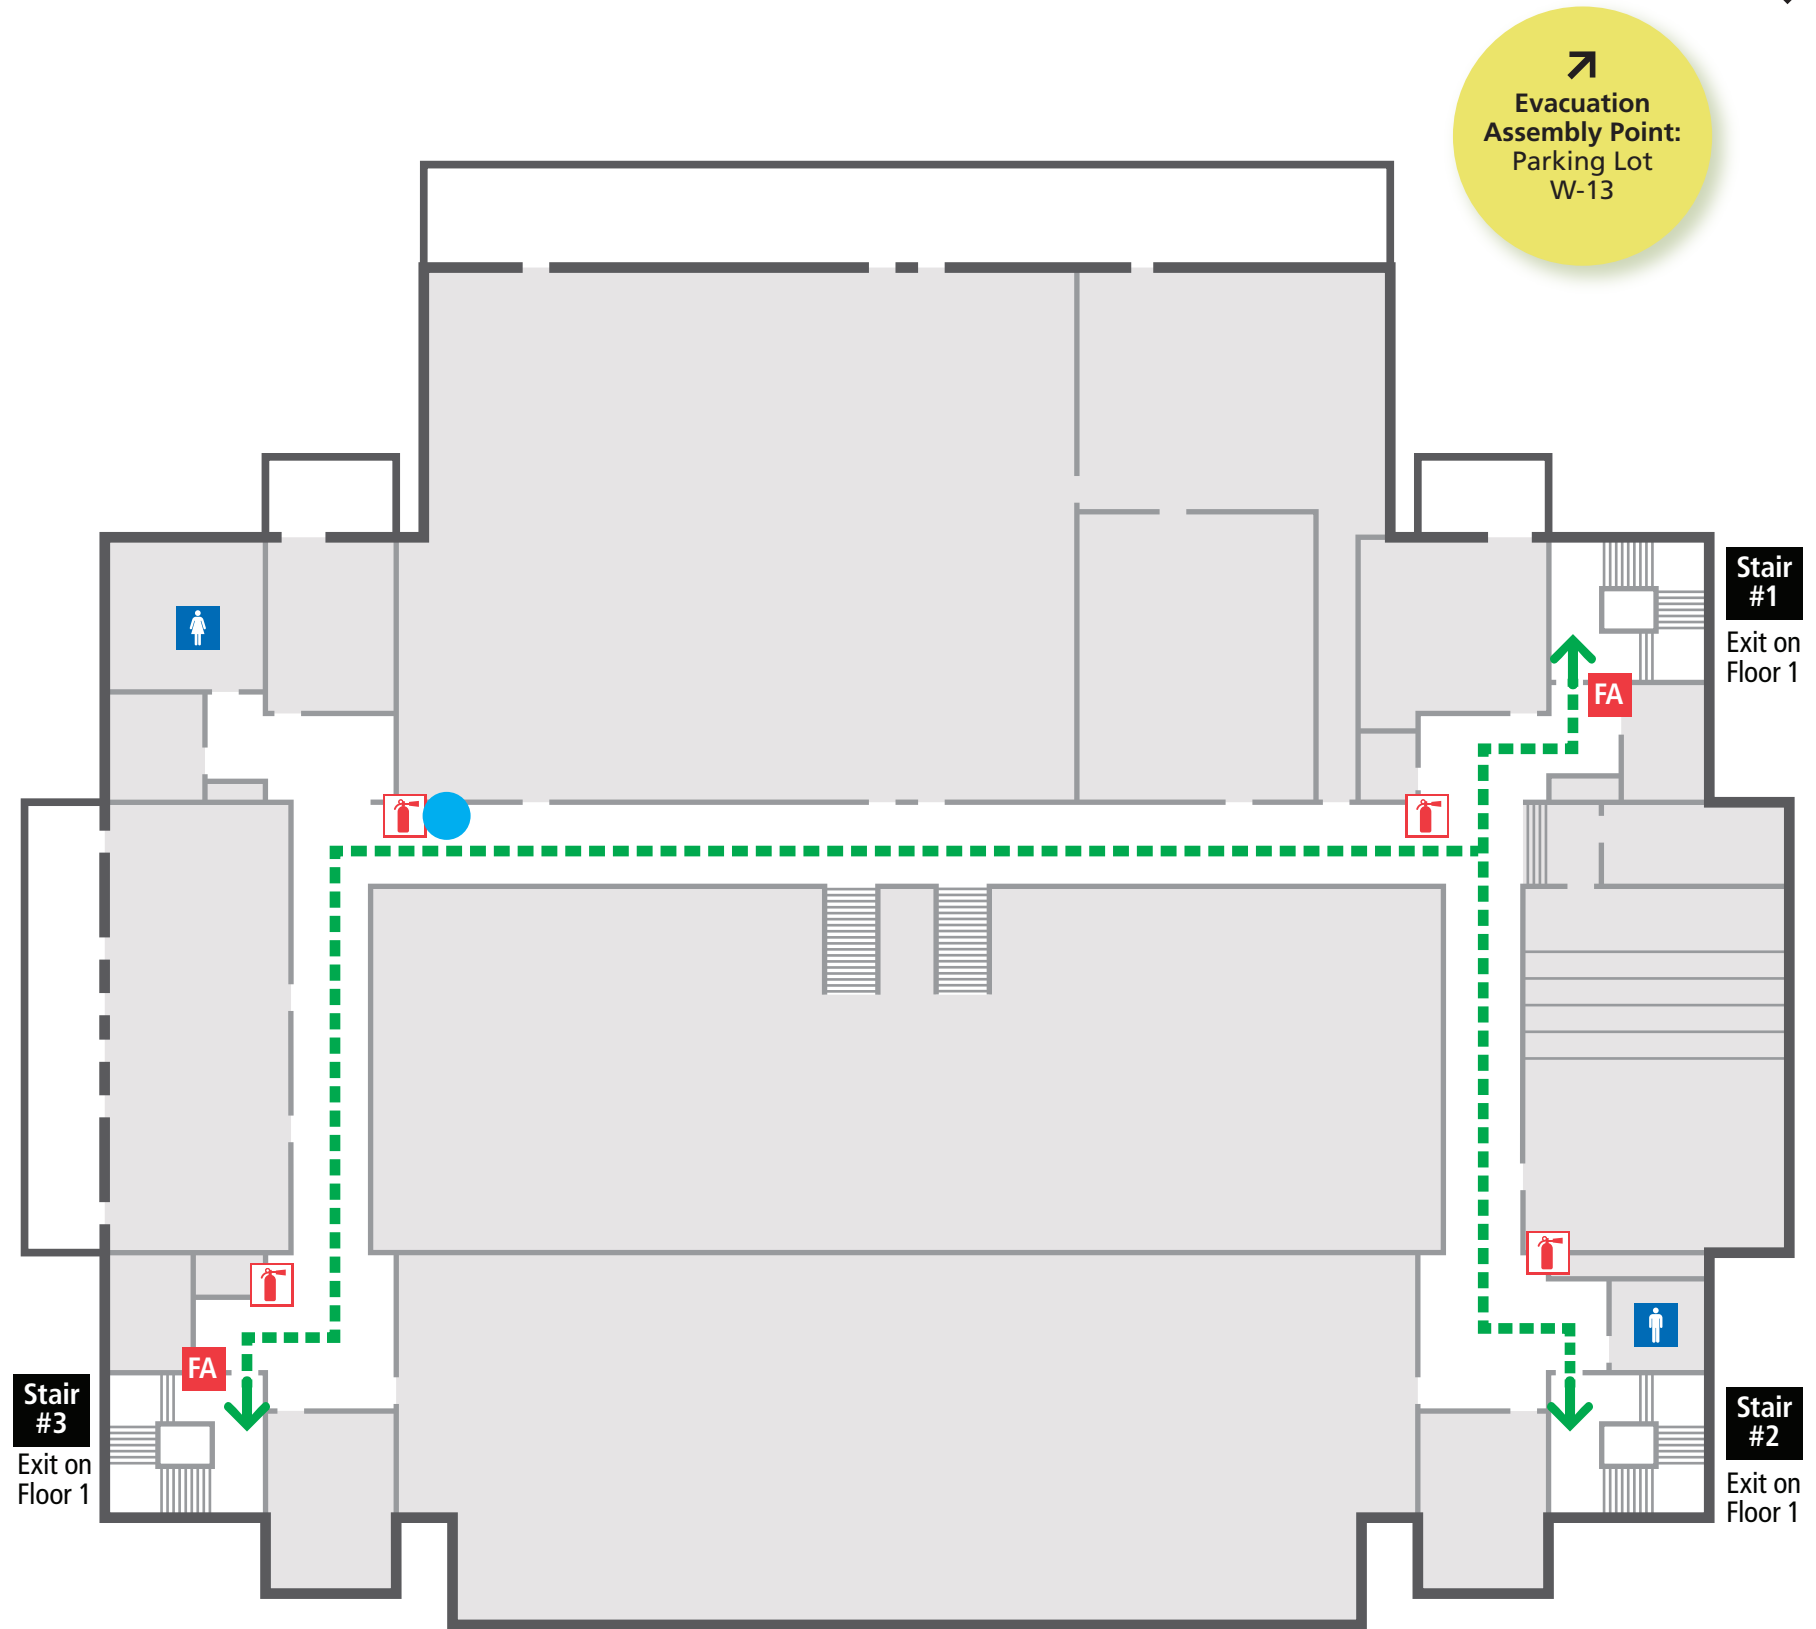 Evacuation
Assembly Point:
Parking Lot
W-13
Stair
#1
Exit on
Floor 1
FA
FA
Stair
#3
Exit on
Floor 1
Stair
#2
Exit on
Floor 1